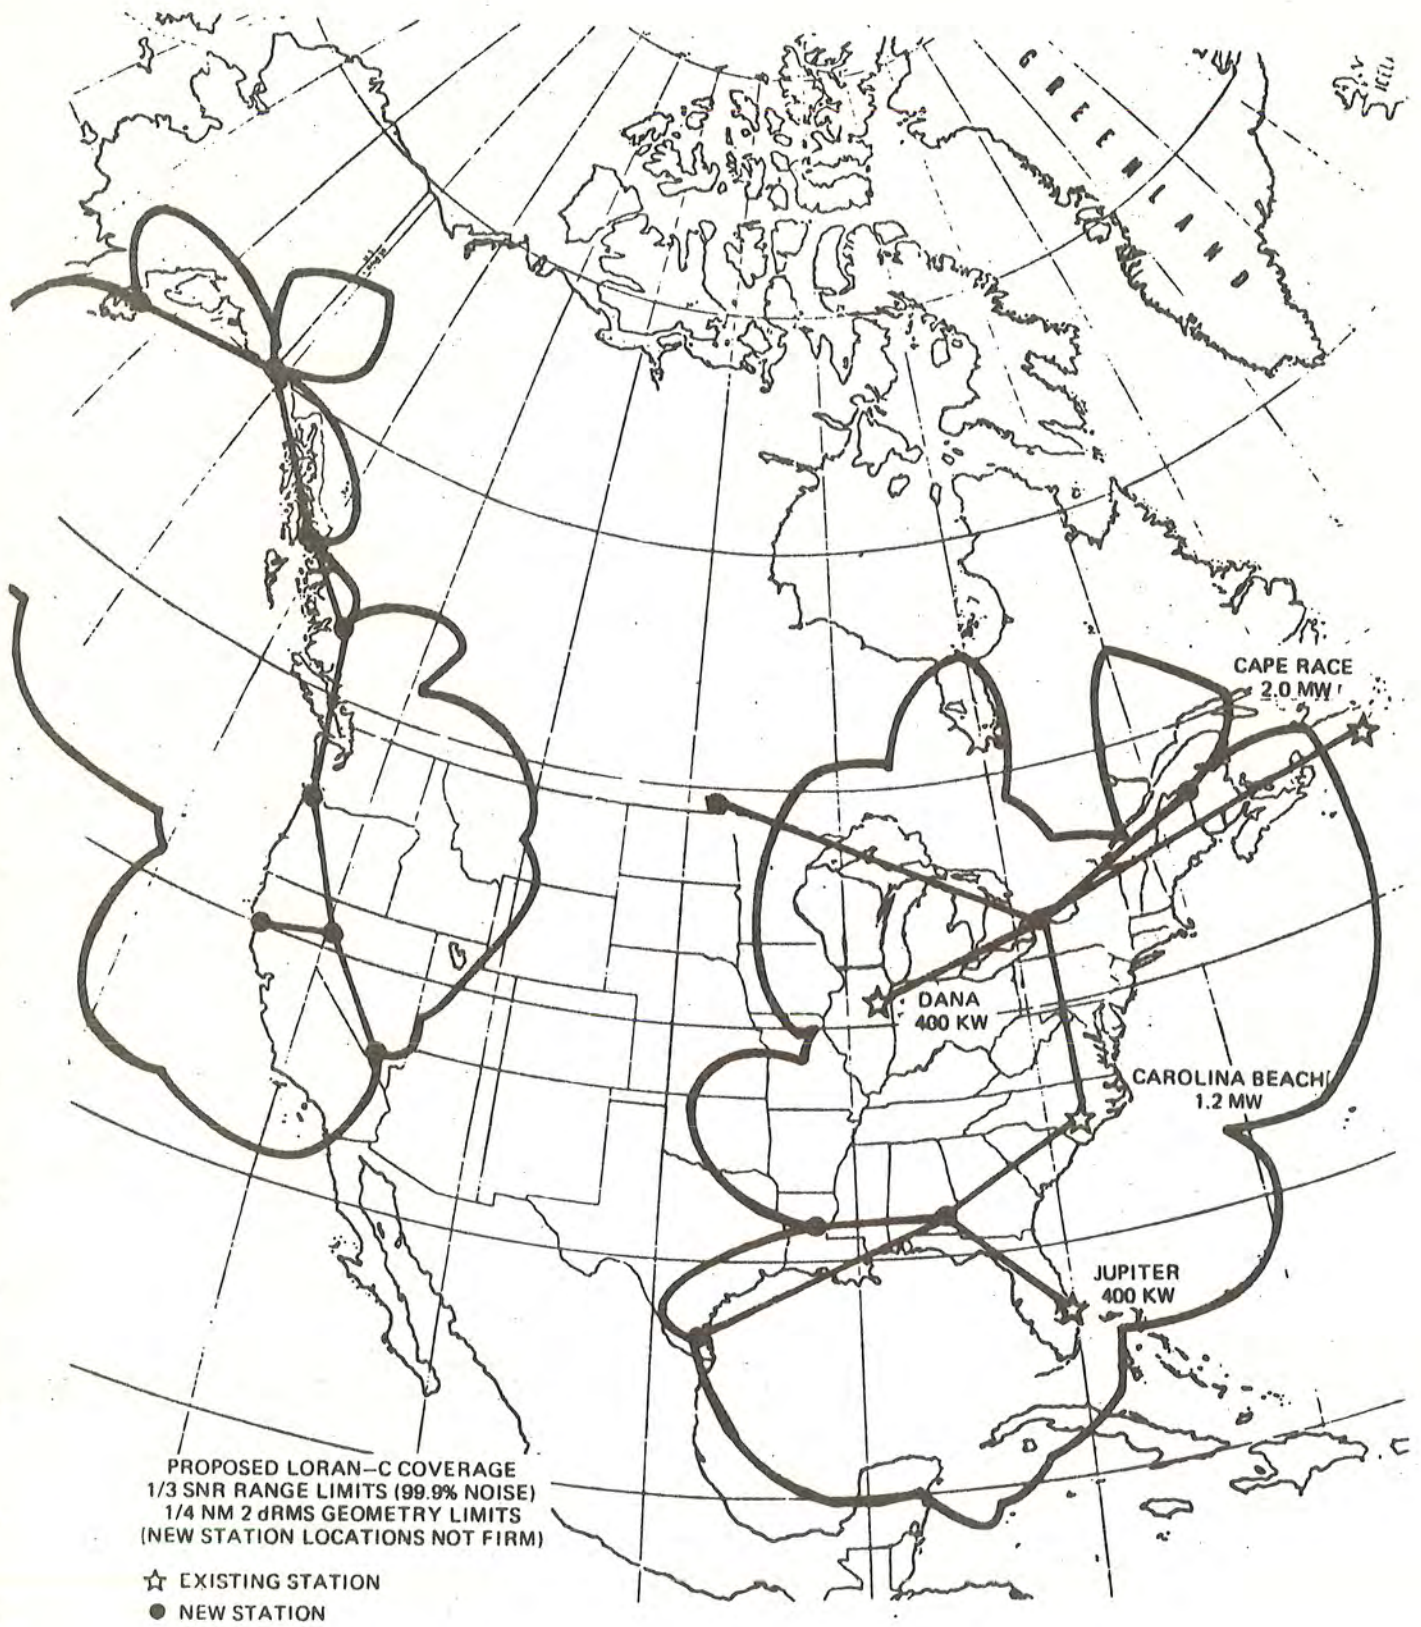 GREENLAND
CAPE RACE
2.0 MW
DANA
400 KW
CAROLINA BEACH
1.2 MW
JUPITER
400 KW
PROPOSED LORAN-C COVERAGE
1/3 SNR RANGE LIMITS (99.9% NOISE)
1/4 NM 2 dRMS GEOMETRY LIMITS
(NEW STATION LOCATIONS NOT FIRM)
EXISTING STATION
NEW STATION